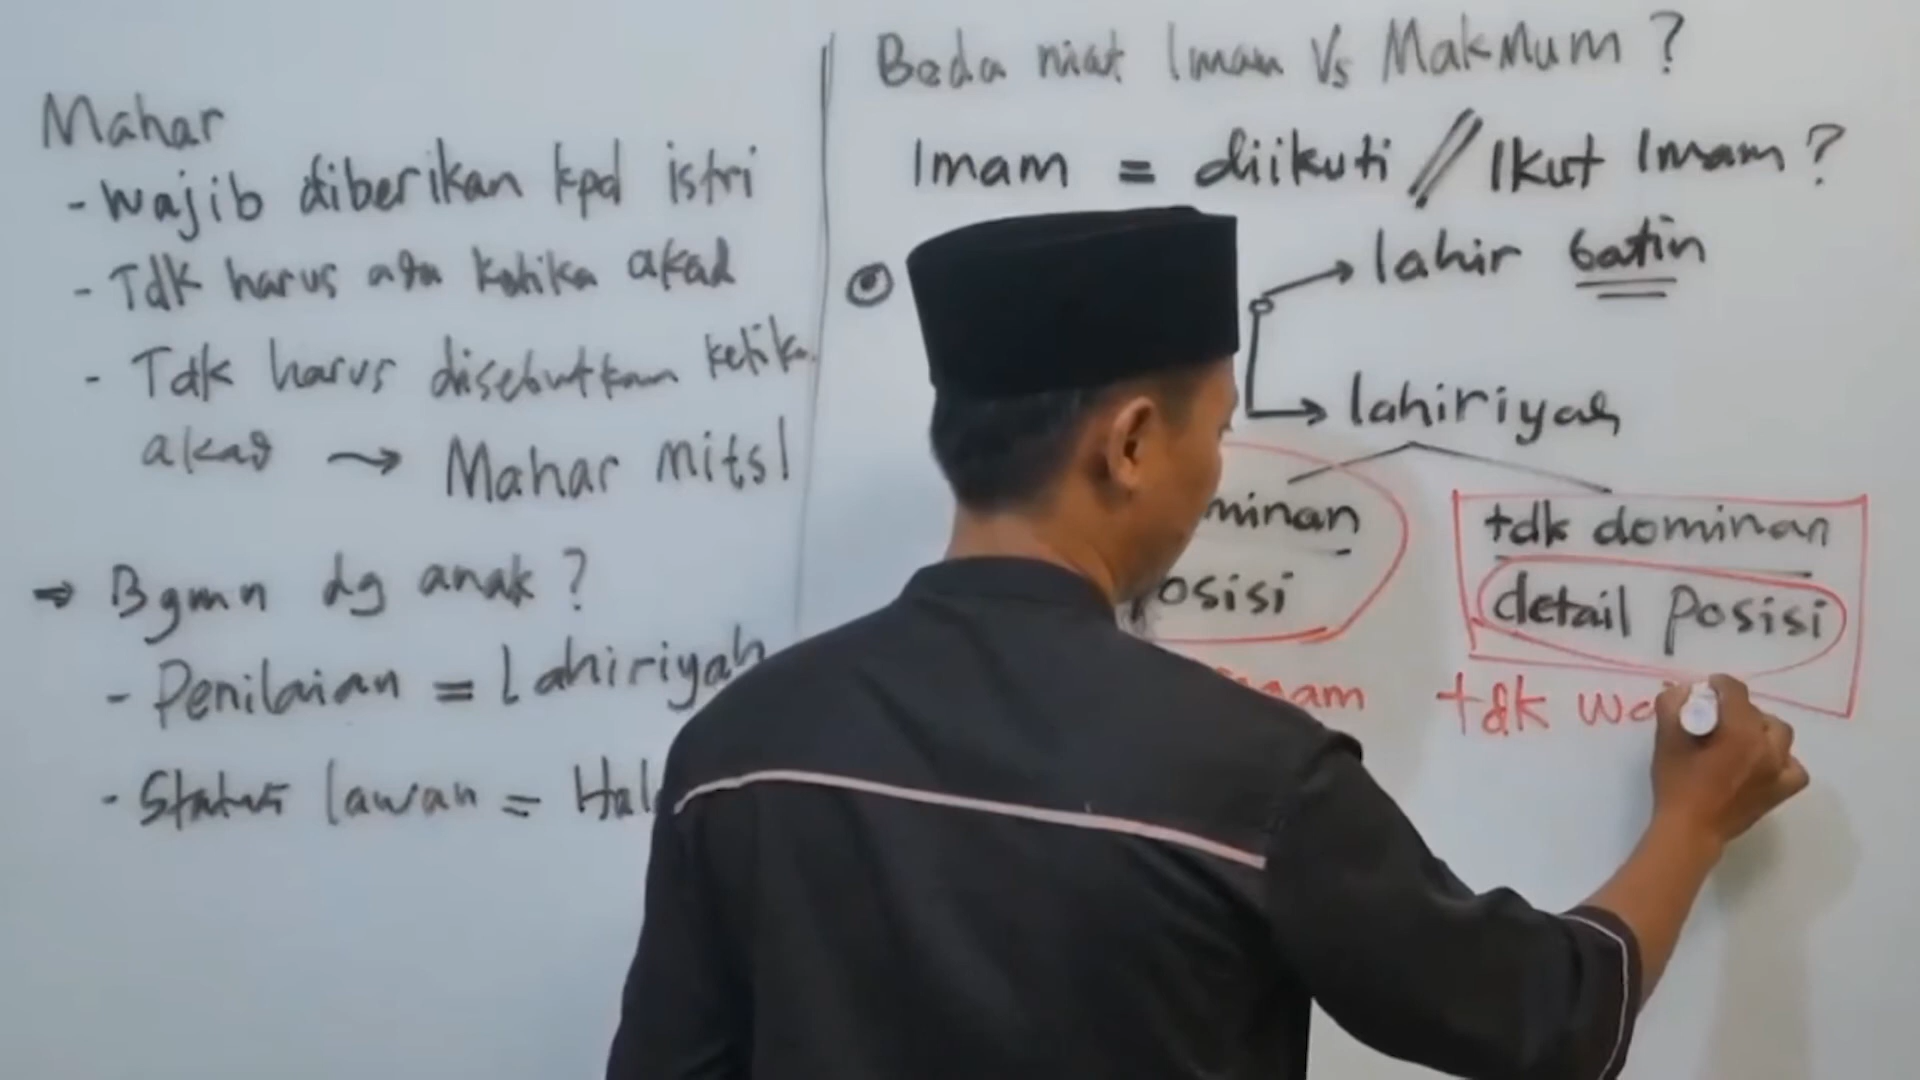 Mahar
- Wajib diberikan kpd istri
- Tdk harus ada ketika akad
- Tdk harus disebutkan ketika
akad → Mahar Mitsl
→ Bgmn dg anak?
- Penilaian = Lahiriyah
- Status lawan = Hal
Beda niat Imam Vs Makmum?
Imam = diikuti // Ikut Imam?
→ lahir batin
→ lahiriyah
minan
tdk dominan
posisi
detail posisi
gam
tdk wa